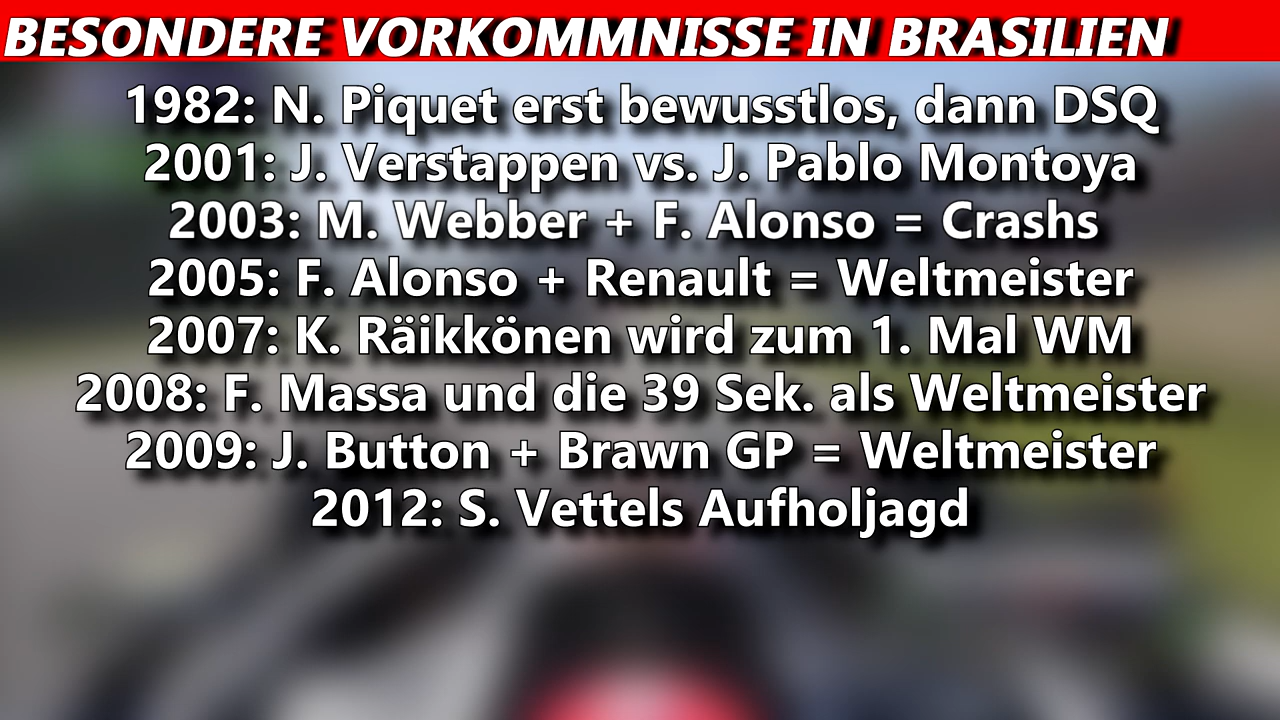 BESONDERE VORKOMMNISSE IN BRASILIEN
1982: N. Piquet erst bewusstlos, dann DSQ
2001: J. Verstappen vs. J. Pablo Montoya
2003: M. Webber + F. Alonso = Crashs
2005: F. Alonso + Renault = Weltmeister
2007: K. Räikkönen wird zum 1. Mal WM
2008: F. Massa und die 39 Sek. als Weltmeister
2009: J. Button + Brawn GP = Weltmeister
2012: S. Vettels Aufholjagd